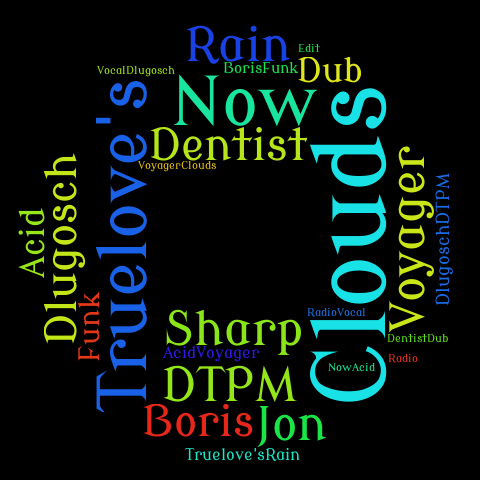 Rain
Edit
VocalDlugosch
BorisFunk
Dub
Now
Dentist
VoyagerClouds
Truelove's
Clouds
Voyager
DlugoschDTPM
Acid
Dlugosch
Funk
Sharp
RadioVocal
AcidVoyager
DentistDub
Radio
NowAcid
DTPM
Boris
Jon
Truelove'sRain